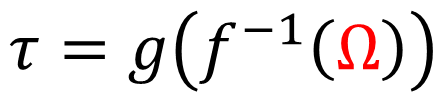 τ = g(f⁻¹(Ω))